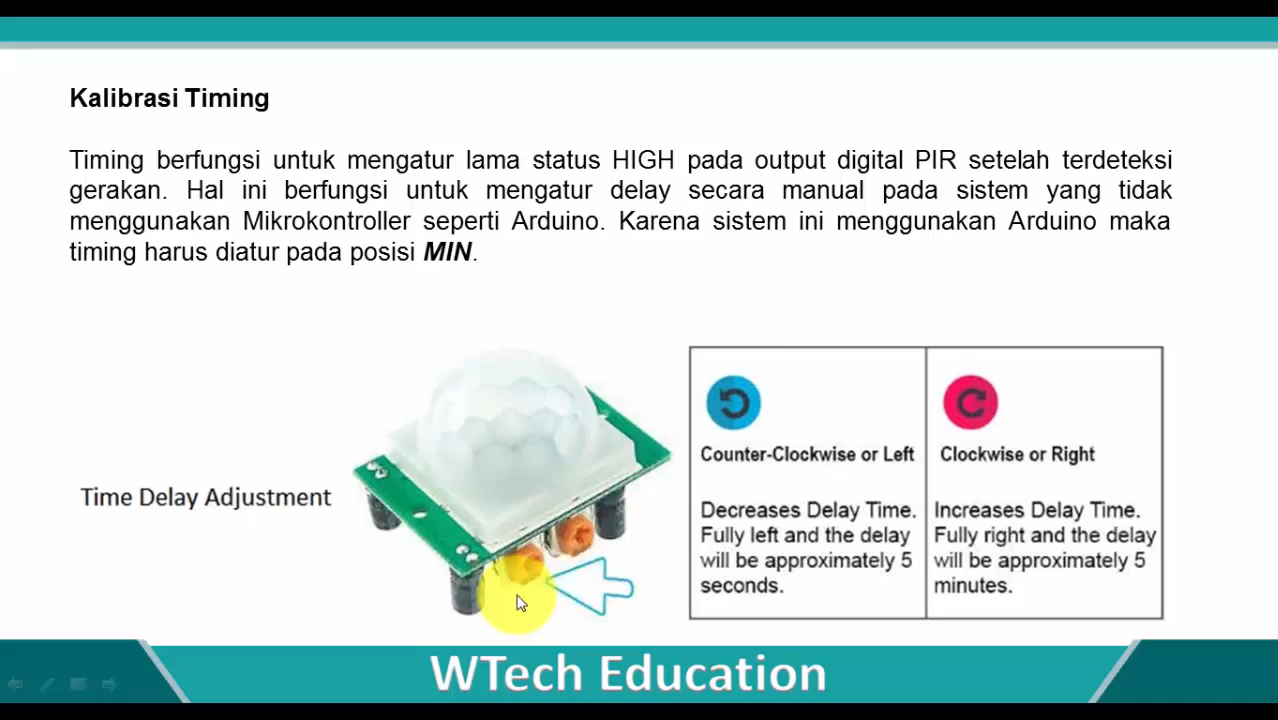 Kalibrasi Timing
Timing berfungsi untuk mengatur lama status HIGH pada output digital PIR setelah terdeteksi
gerakan. Hal ini berfungsi untuk mengatur delay secara manual pada sistem yang tidak
menggunakan Mikrokontroller seperti Arduino. Karena sistem ini menggunakan Arduino maka
timing harus diatur pada posisi MIN.
Time Delay Adjustment
Counter-Clockwise or Left
Decreases Delay Time.
Fully left and the delay
will be approximately 5
seconds.
Clockwise or Right
Increases Delay Time.
Fully right and the delay
will be approximately 5
minutes.
WTech Education